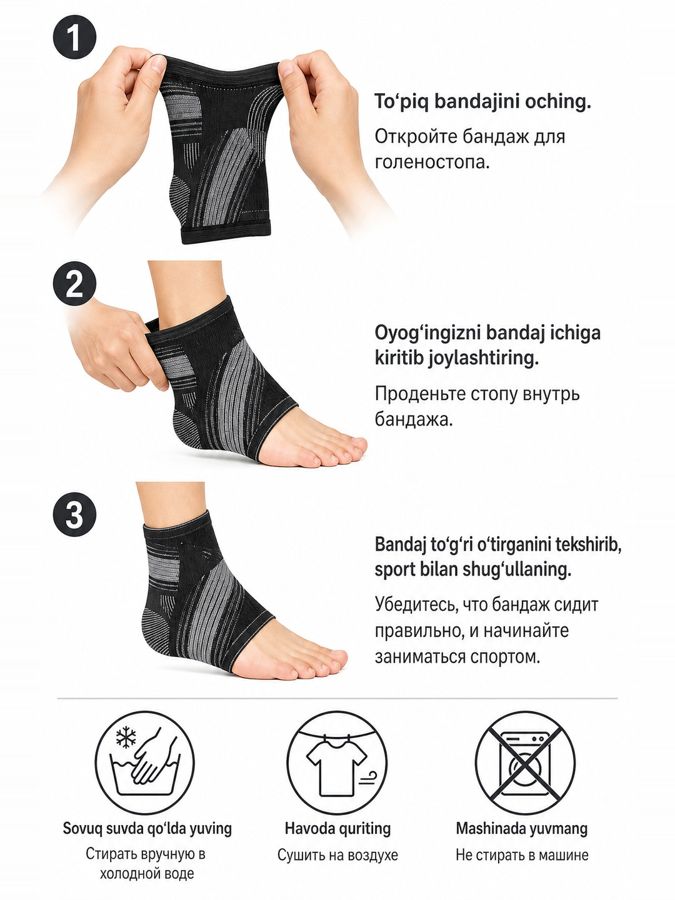 1
To‘piq bandajini oching.
Откройте бандаж для
голеностопа.
2
Oyog‘ingizni bandaj ichiga
kiritib joylashtiring.
Проденьте стопу внутрь
бандажа.
3
Bandaj to‘g‘ri o‘tirganini tekshirib,
sport bilan shug‘ullaning.
Убедитесь, что бандаж сидит
правильно, и начинайте
заниматься спортом.
Sovuq suvda qo‘lda yuving
Стирать вручную в
холодной воде
Havoda quriting
Сушить на воздухе
Mashinada yuvmang
Не стирать в машине